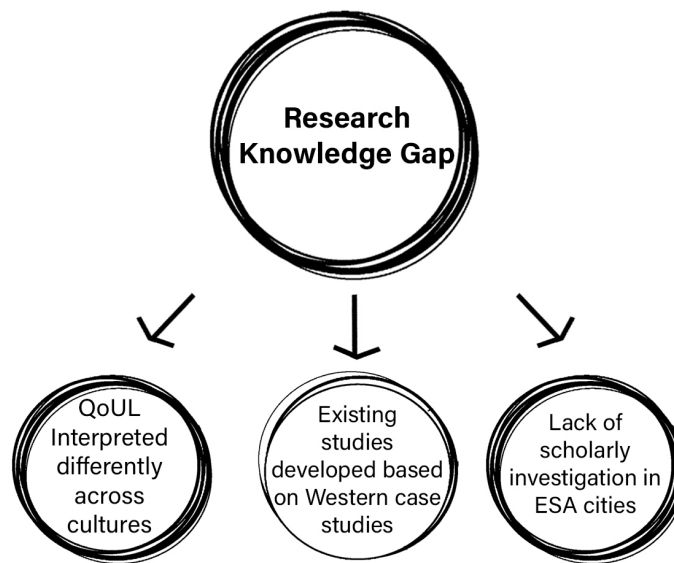 Research
Knowledge Gap
QoUL
Interpreted
differently
across
cultures
Existing
studies
developed based
on Western case
studies
Lack of
scholarly
investigation in
ESA cities